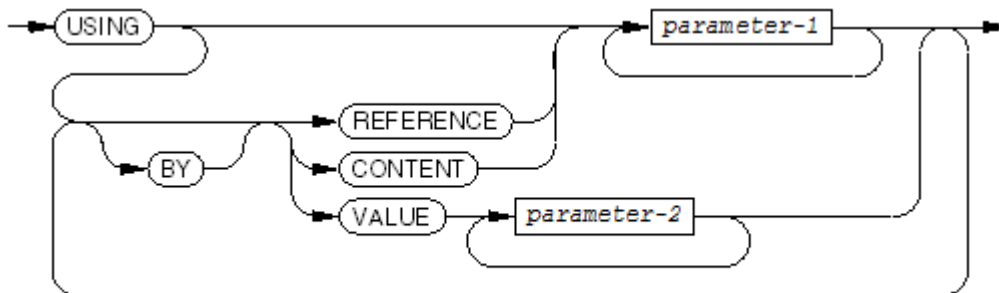 USING
parameter-1
REFERENCE
BY
CONTENT
VALUE
parameter-2